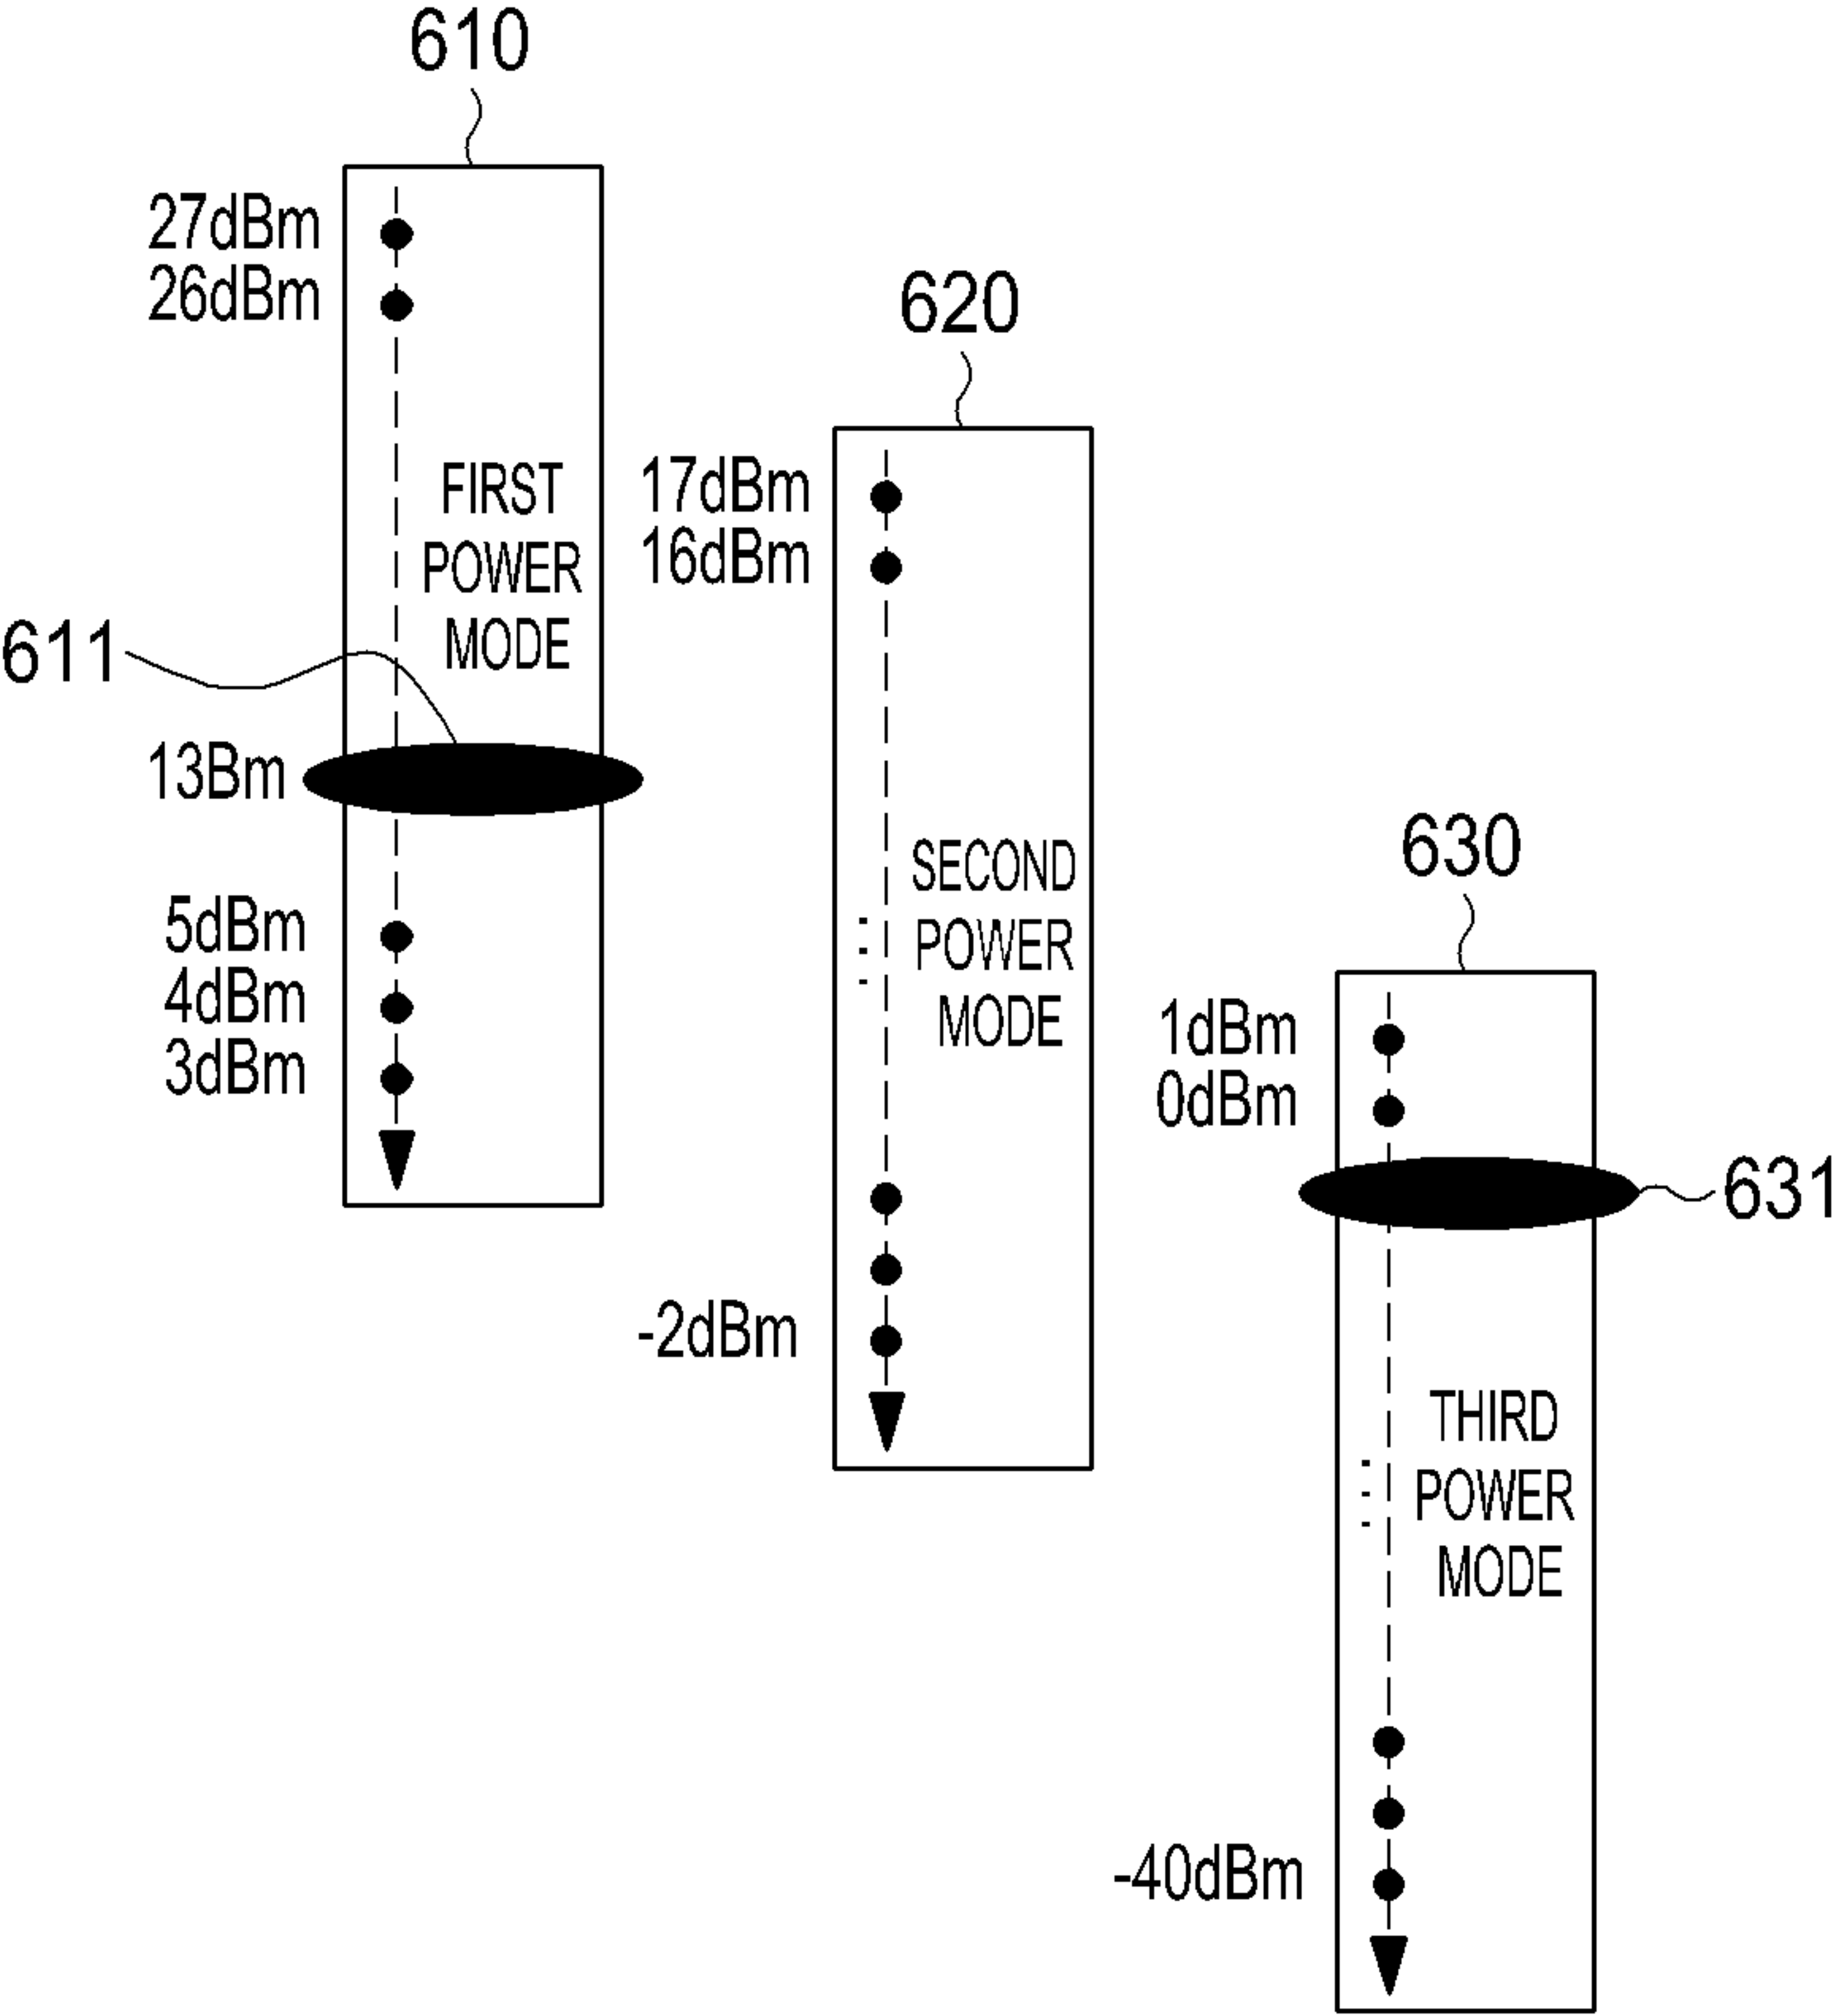 610
27dBm
26dBm
FIRST
POWER
MODE
611
13Bm
5dBm
4dBm
3dBm
620
17dBm
16dBm
SECOND
POWER
MODE
-2dBm
630
1dBm
0dBm
631
THIRD
POWER
MODE
-40dBm